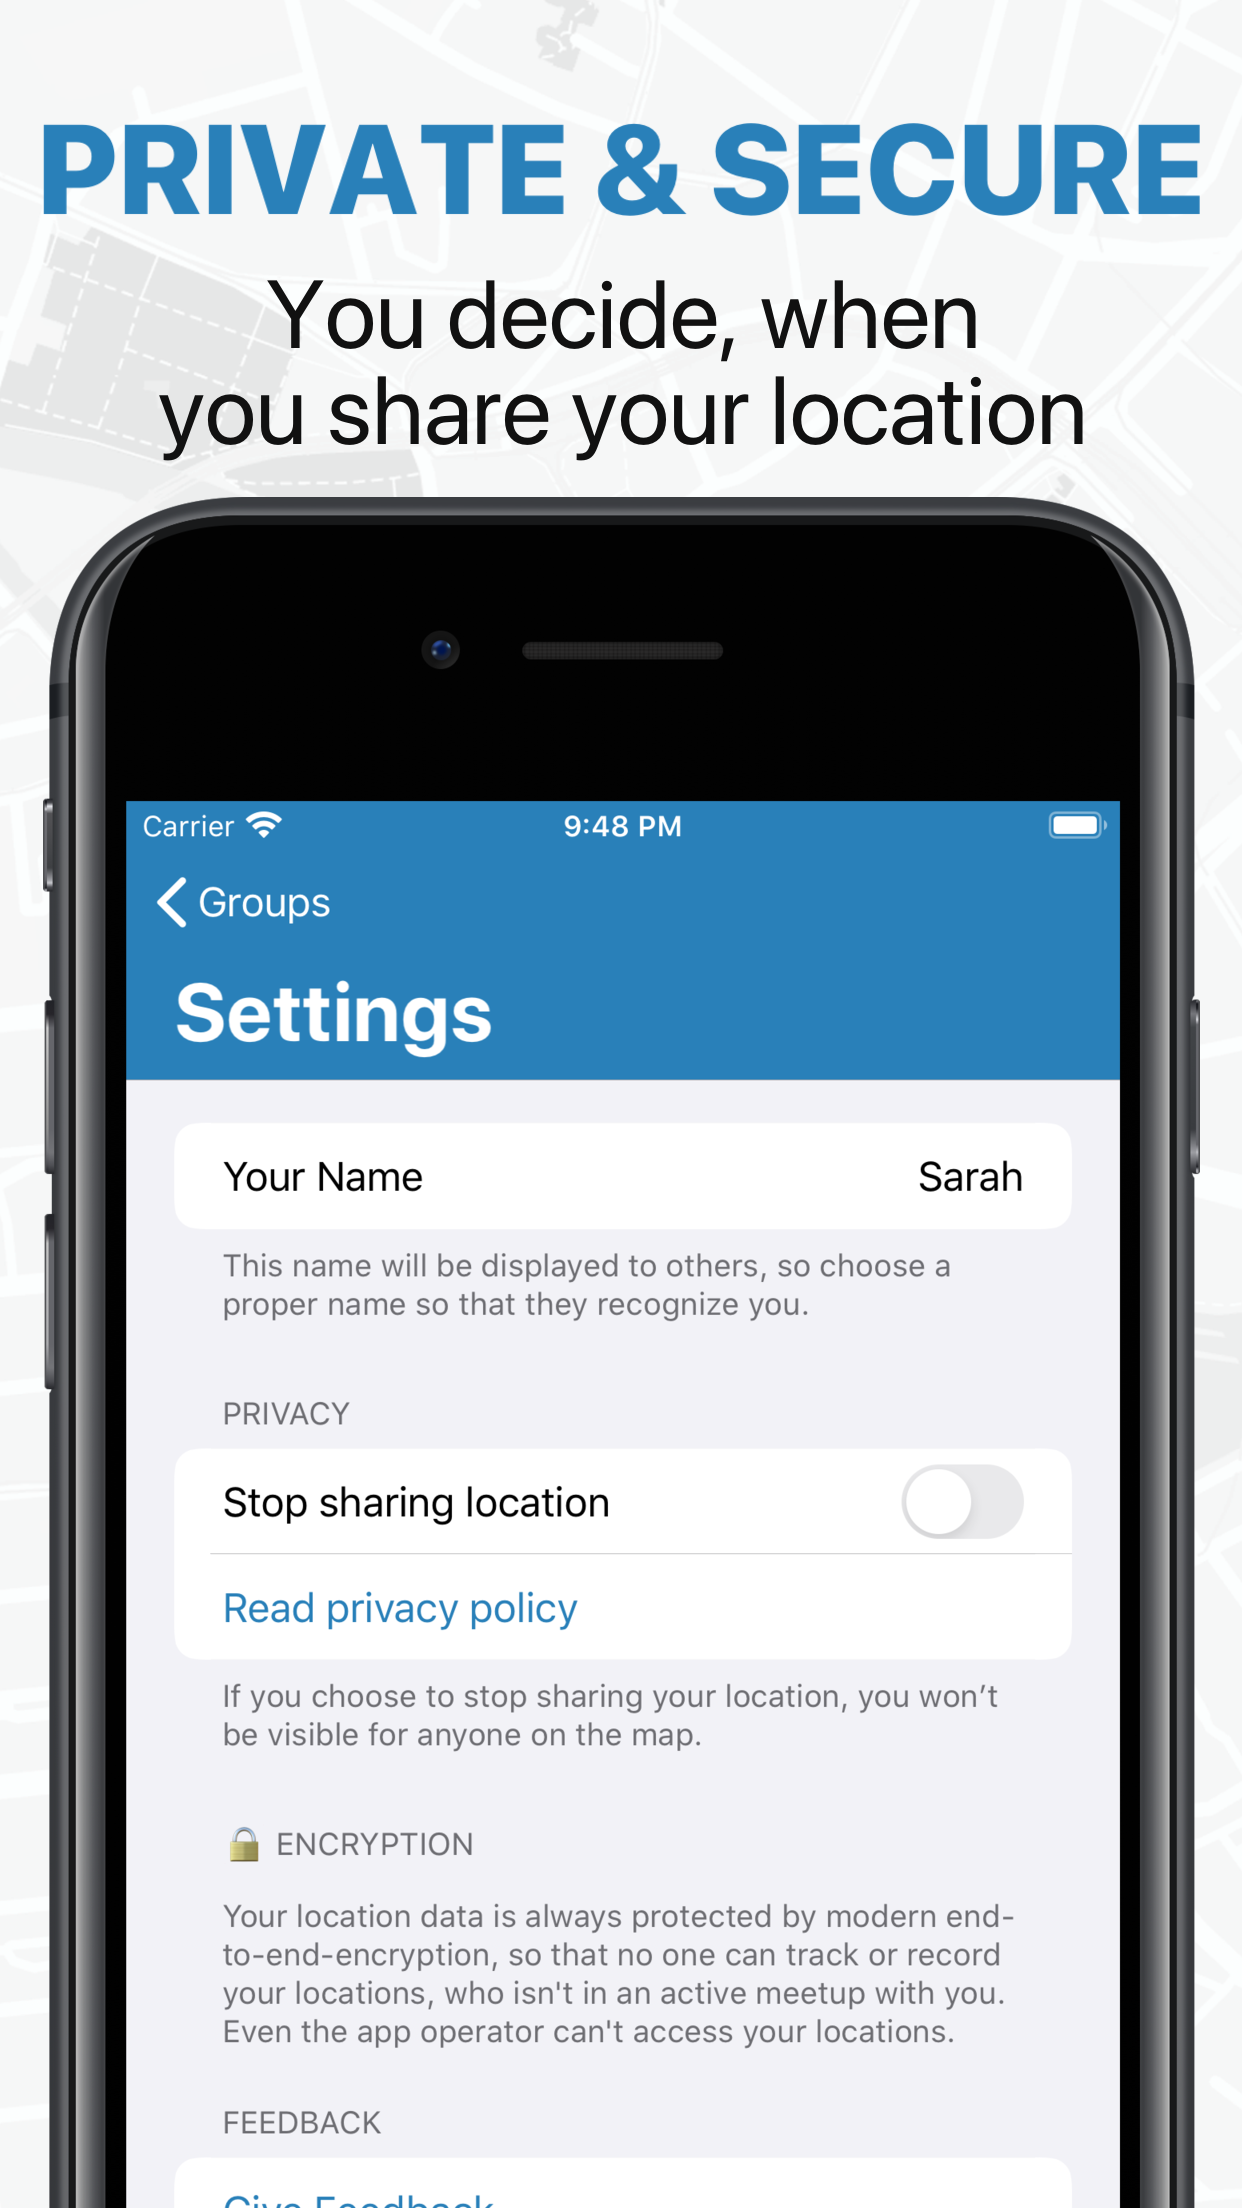 PRIVATE & SECURE
You decide, when
you share your location
Carrier 9:48 PM
Groups
Settings
Your Name Sarah
This name will be displayed to others, so choose a
proper name so that they recognize you.
PRIVACY
Stop sharing location
Read privacy policy
If you choose to stop sharing your location, you won’t
be visible for anyone on the map.
ENCRYPTION
Your location data is always protected by modern end-
to-end-encryption, so that no one can track or record
your locations, who isn't in an active meetup with you.
Even the app operator can't access your locations.
FEEDBACK
Give Feedback